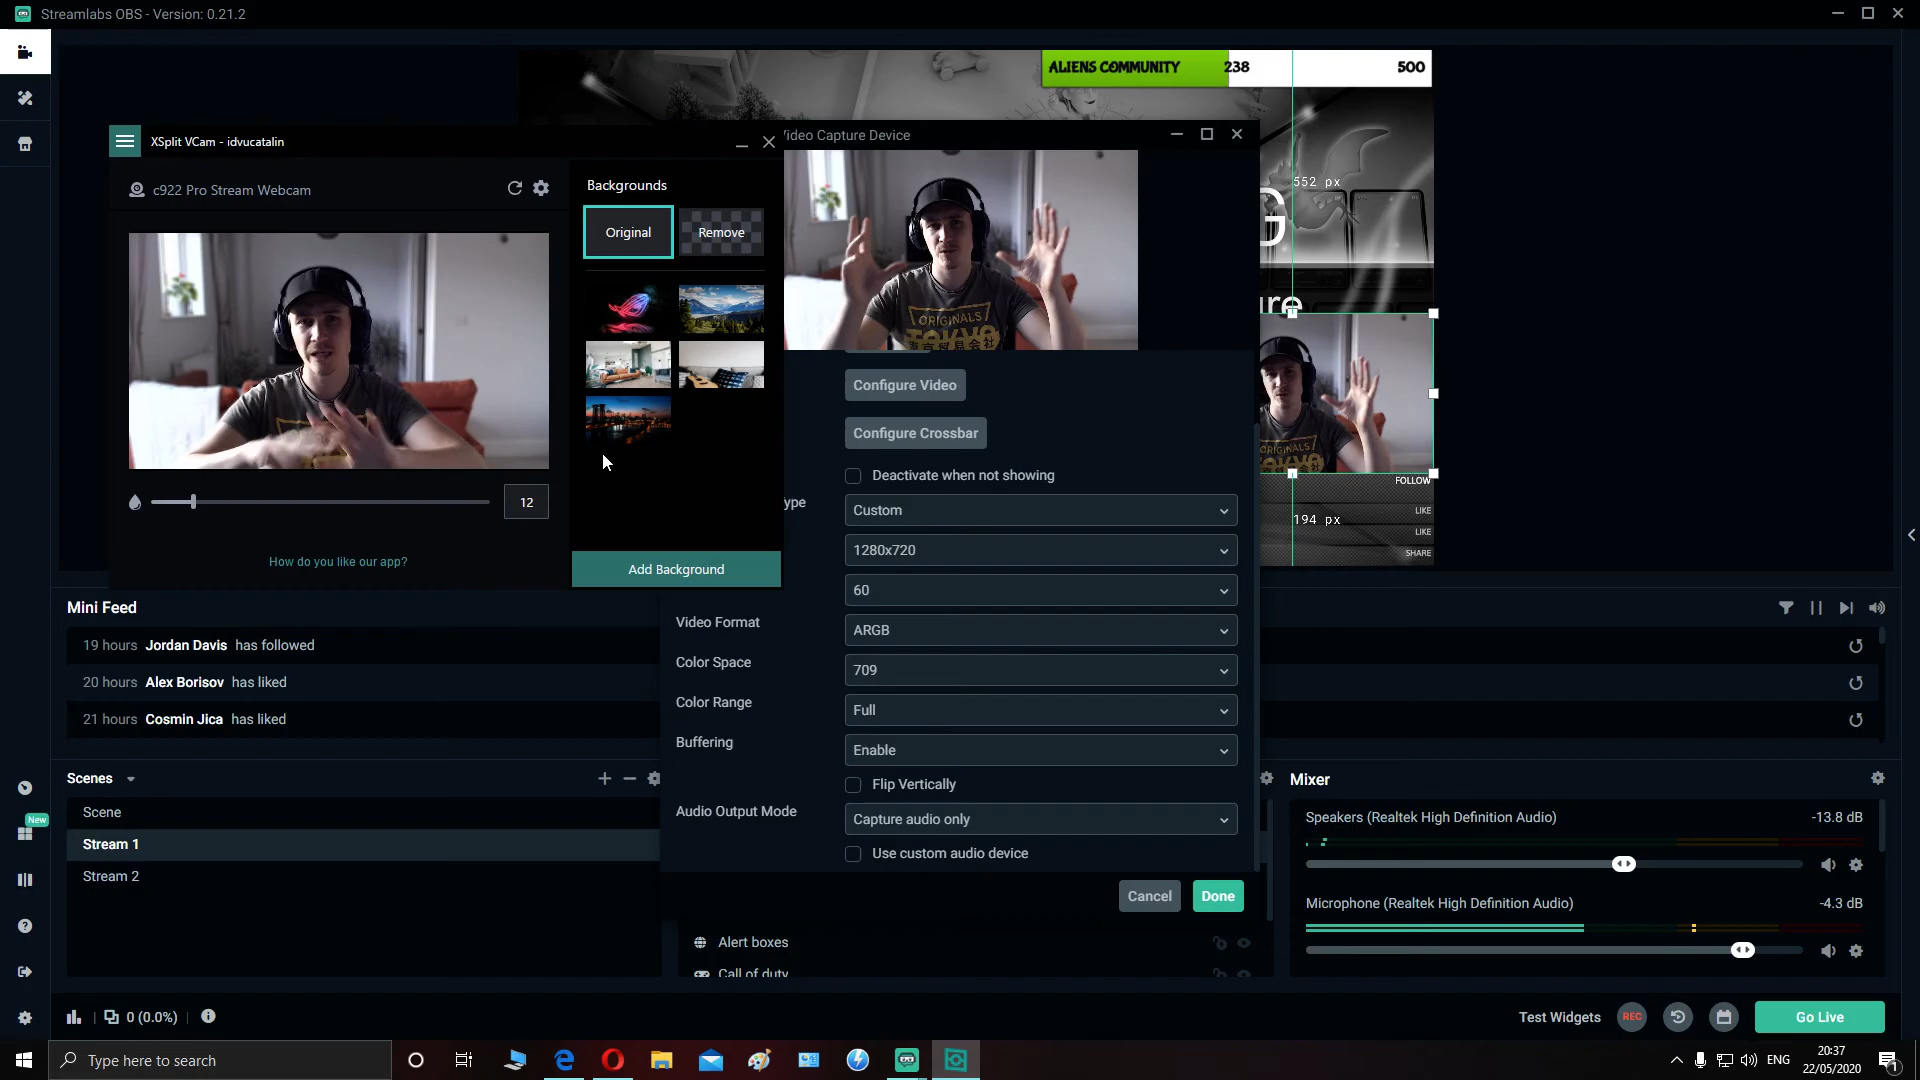 Streamlabs OBS - Version: 0.21.2
ALIENS COMMUNITY 238 500
XSplit VCam - idvucatalin
Video Capture Device
c922 Pro Stream Webcam
Backgrounds
Original
Remove
ORIGINALS
TOKYO
552 px
G
ure
Configure Video
Configure Crossbar
Deactivate when not showing
ype
Custom
12
1280x720
How do you like our app?
Add Background
60
ORIGINALS
FOLLOW
LIKE
194 px
LIKE
SHARE
Video Format
ARGB
Color Space
709
Color Range
Full
Buffering
Enable
Flip Vertically
Audio Output Mode
Capture audio only
Use custom audio device
Cancel
Done
Mini Feed
19 hours Jordan Davis has followed
20 hours Alex Borisov has liked
21 hours Cosmin Jica has liked
Scenes
Scene
Stream 1
Stream 2
New
Alert boxes
Call of duty
Mixer
Speakers (Realtek High Definition Audio) -13.8 dB
Microphone (Realtek High Definition Audio) -4.3 dB
0 (0.0%)
Test Widgets
REC
Go Live
Type here to search
ENG
20:37
22/05/2020
1